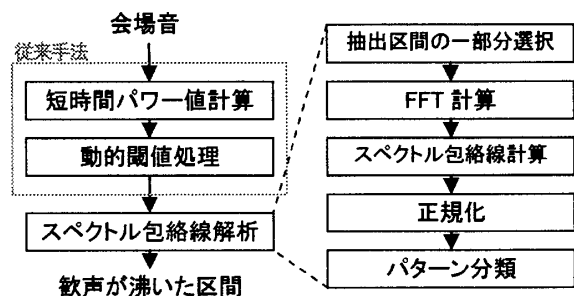 会場音
従来手法
短時間パワー値計算
動的閾値処理
スペクトル包絡線解析
歓声が沸いた区間
抽出区間の一部分選択
FFT 計算
スペクトル包絡線計算
正規化
パターン分類